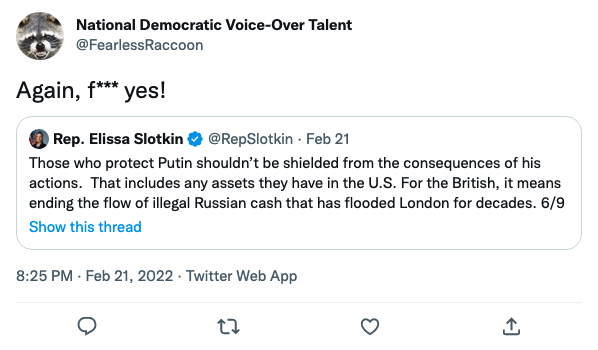 National Democratic Voice-Over Talent
@FearlessRaccoon
Again, f*** yes!
Rep. Elissa Slotkin @RepSlotkin · Feb 21
Those who protect Putin shouldn’t be shielded from the consequences of his
actions.  That includes any assets they have in the U.S. For the British, it means
ending the flow of illegal Russian cash that has flooded London for decades. 6/9
Show this thread
8:25 PM · Feb 21, 2022 · Twitter Web App